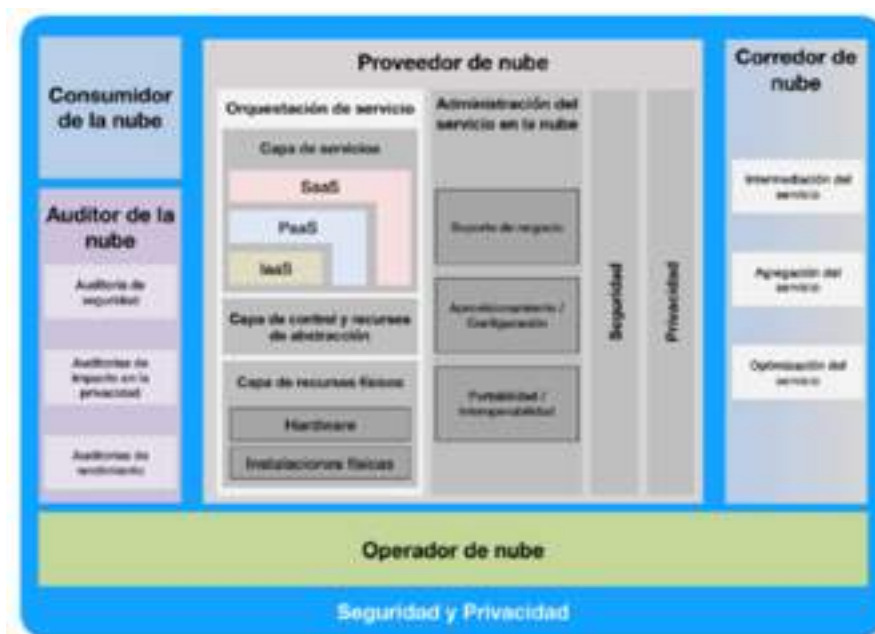 Consumidor
de la nube
Auditor de la
nube
Auditoría de
seguridad
Auditorías de
impacto en la
privacidad
Auditorías de
rendimiento
Proveedor de nube
Orquestación de servicio
Capa de servicios
SaaS
PaaS
IaaS
Capa de control y recursos
de abstracción
Capa de recursos físicos
Hardware
Instalaciones físicas
Administración del
servicio en la nube
Soporte de negocio
Aprovisionamiento /
Configuración
Portabilidad /
Interoperabilidad
Seguridad
Privacidad
Corredor de
nube
Intermediación del
servicio
Agregación del
servicio
Optimización del
servicio
Operador de nube
Seguridad y Privacidad